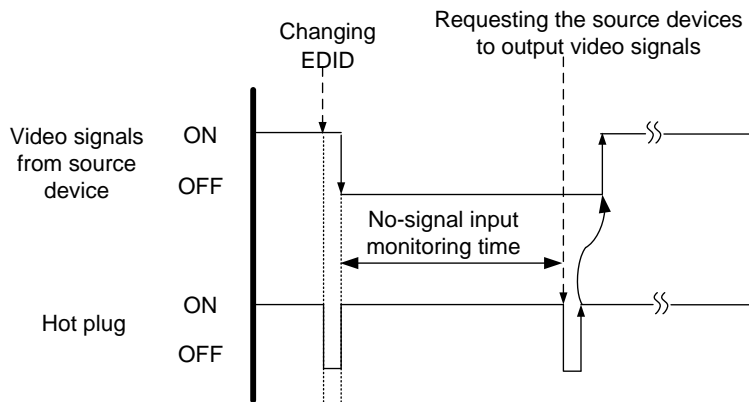 Requesting the source devices
to output video signals
Changing
EDID
Video signals
from source
device
ON
OFF
No-signal input
monitoring time
Hot plug
ON
OFF